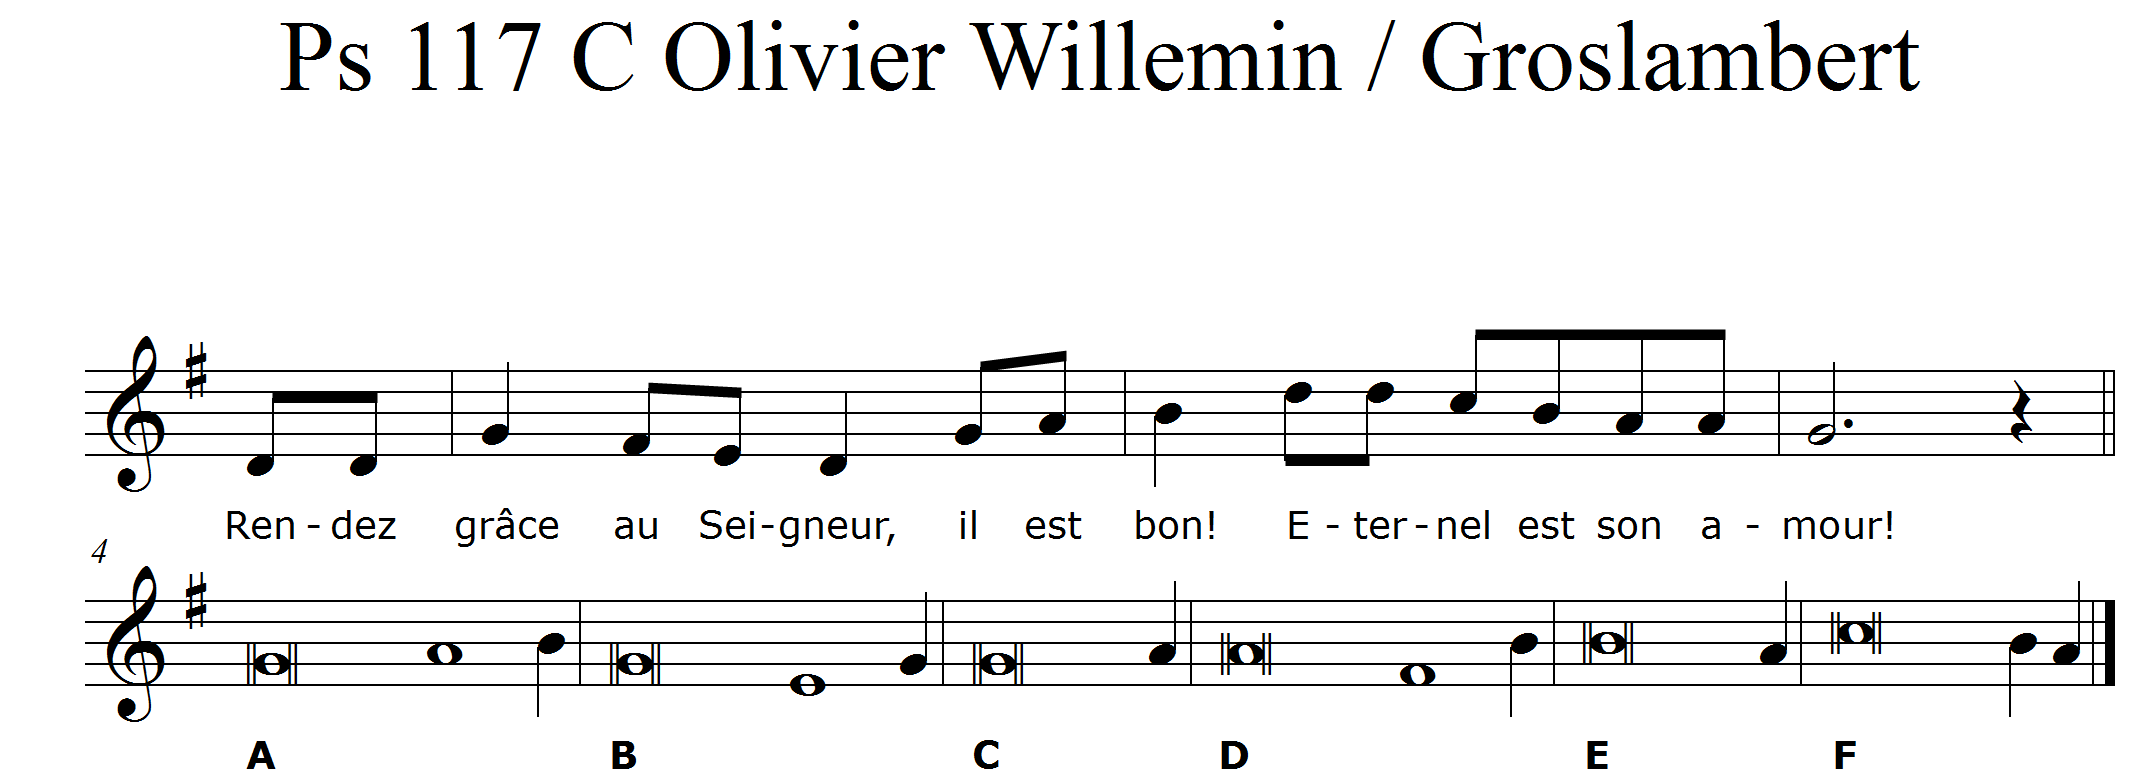 Ps 117 C Olivier Willemin / Groslambert
Ren - dez grâce au Sei-gneur, il est bon! E - ter-nel est son a - mour!
4
A B C D E F